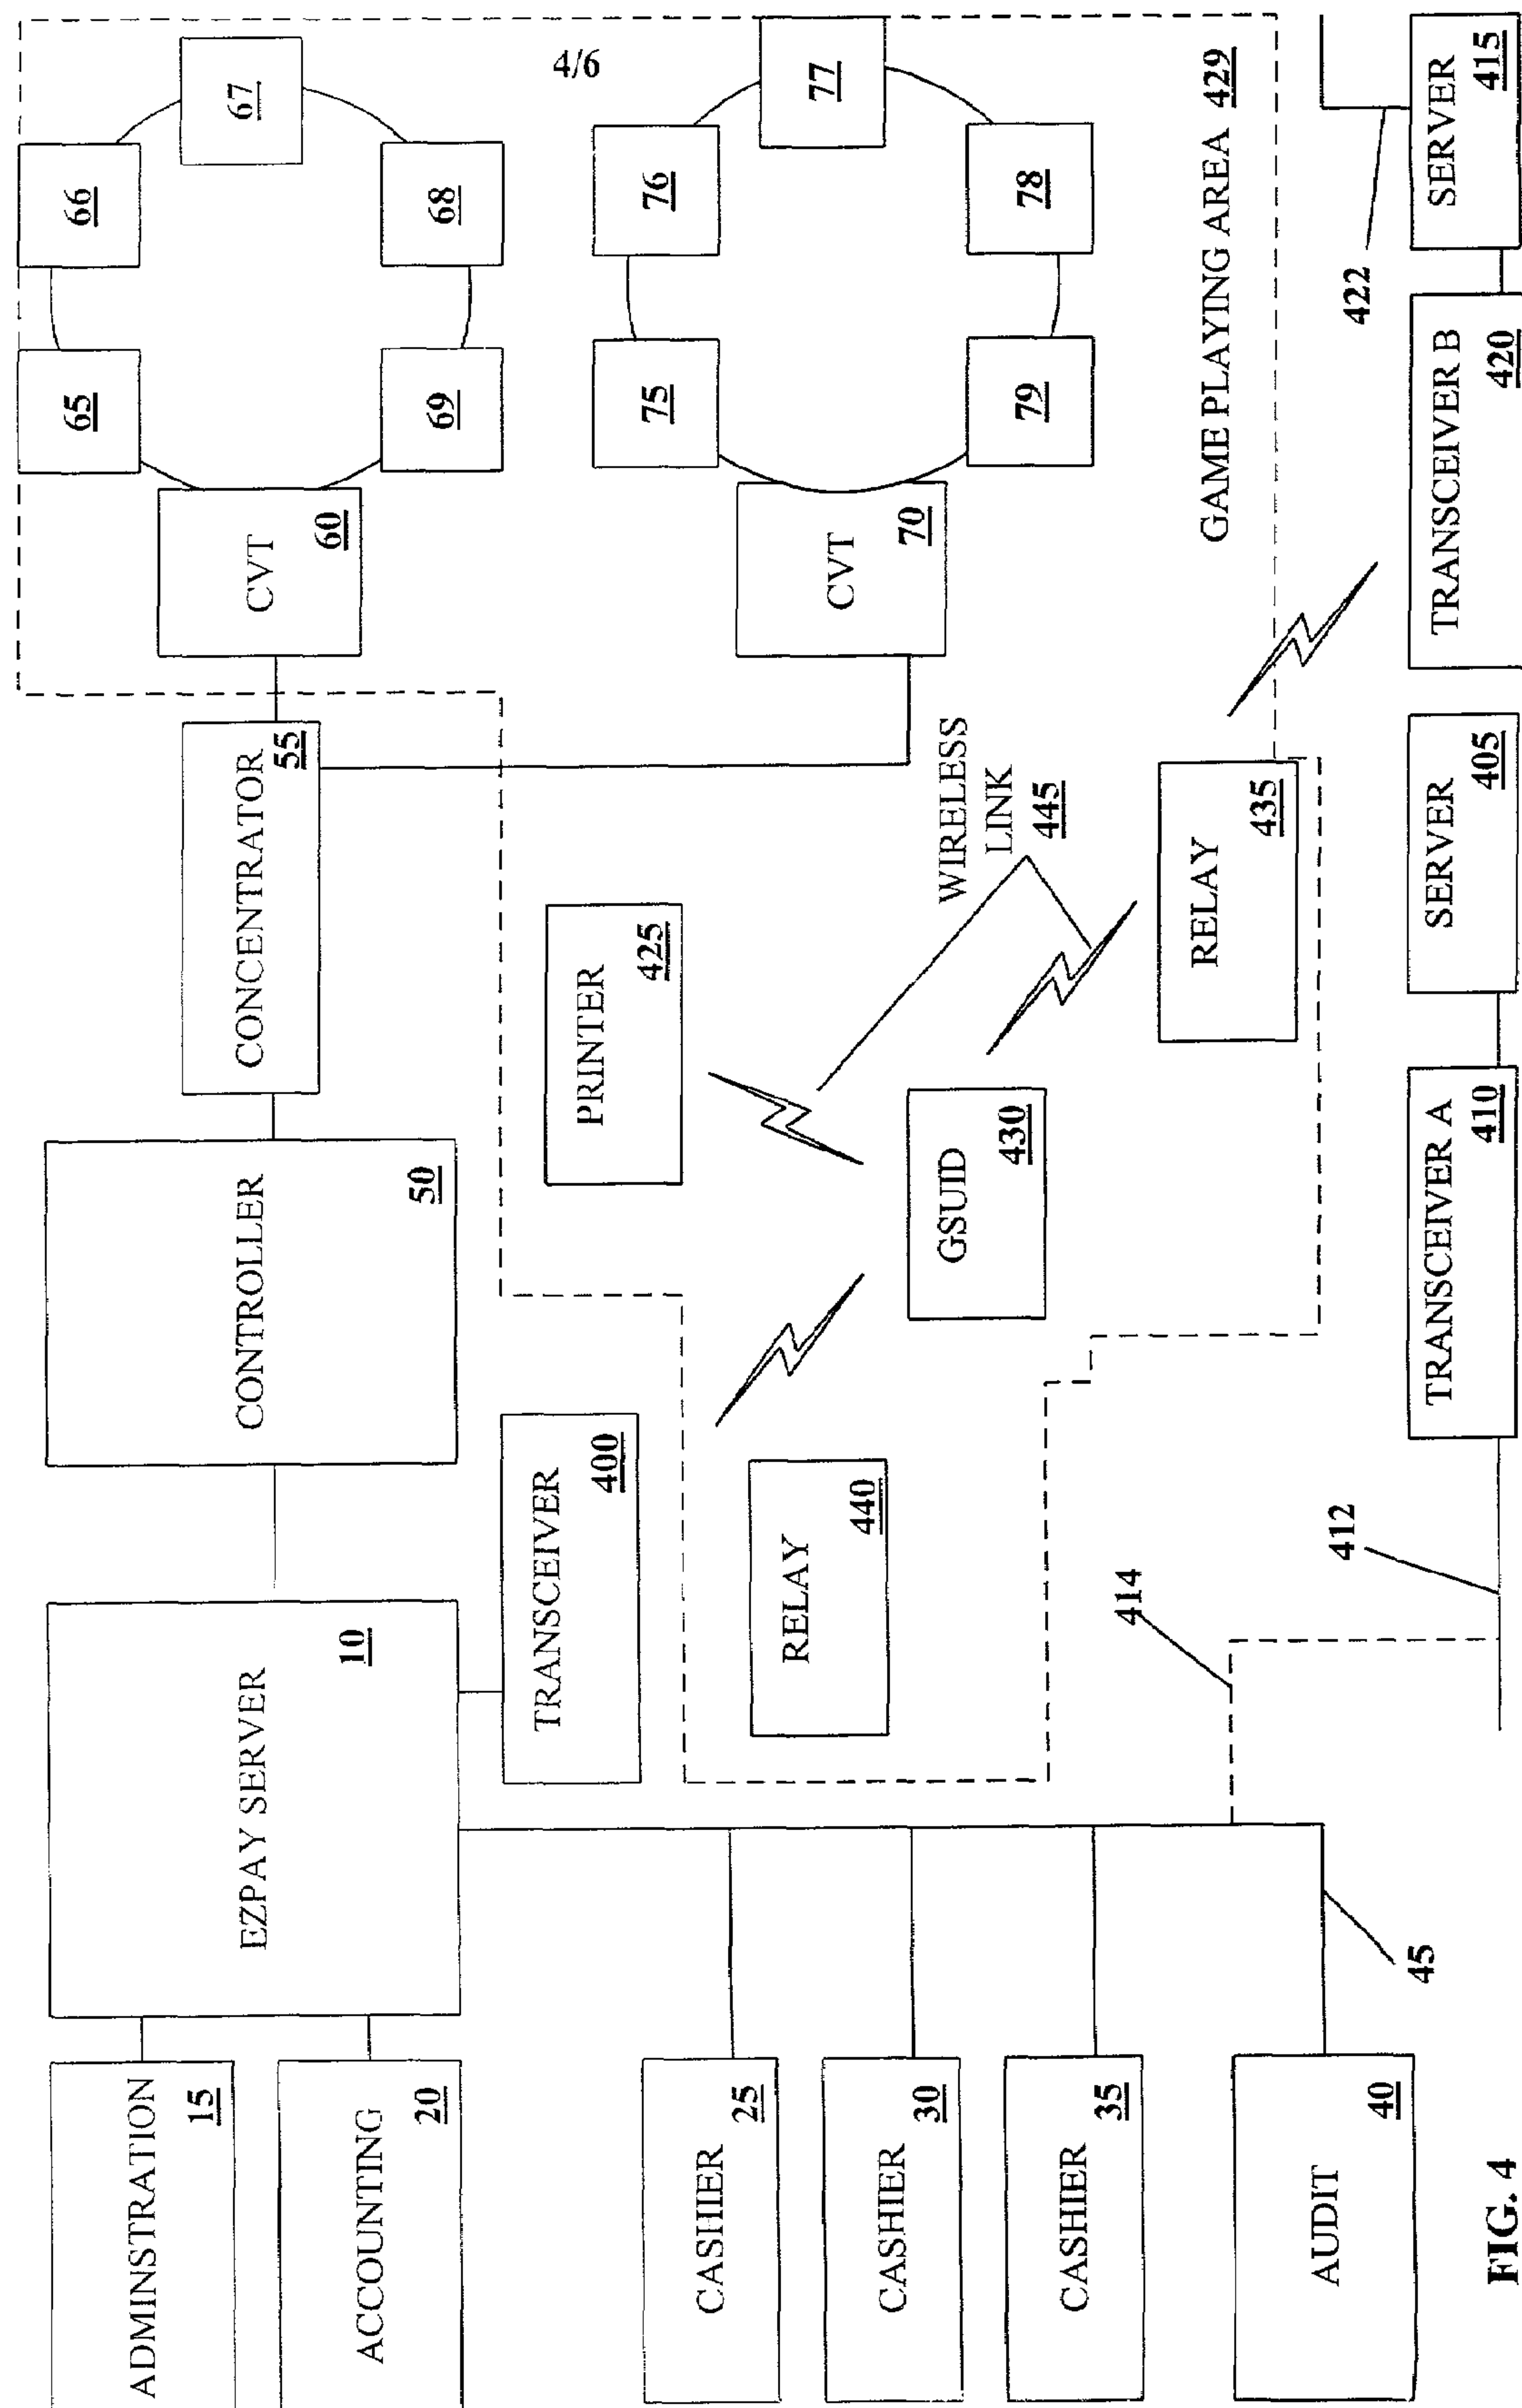 4/6
ADMINSTRATION
15
ACCOUNTING
20
EZPAY SERVER
10
CONTROLLER
50
CONCENTRATOR
55
CVT
60
65
66
67
68
69
CASHIER
25
CASHIER
30
CASHIER
35
AUDIT
40
45
TRANSCEIVER
400
RELAY
440
PRINTER
425
GSUID
430
WIRELESS
LINK
445
RELAY
435
CVT
70
75
76
77
78
79
GAME PLAYING AREA 429
414
412
TRANSCEIVER A
410
SERVER
405
TRANSCEIVER B
420
SERVER
415
422
FIG. 4